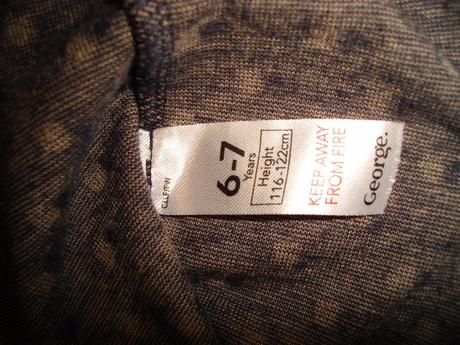 George.
KEEP AWAY
FROM FIRE
Height
116-122cm
6-7
Years